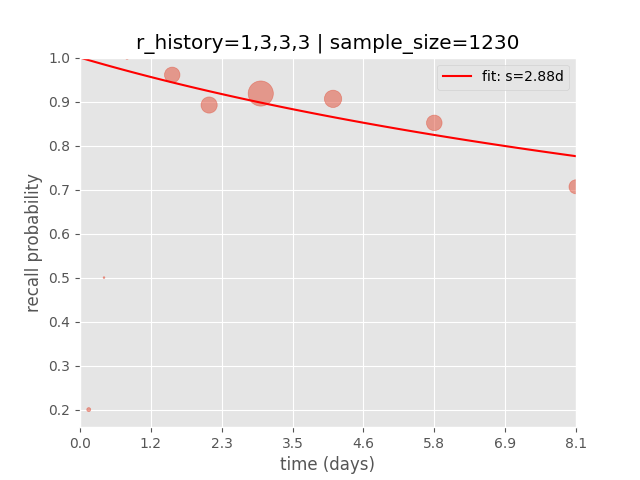 r_history=1,3,3,3 | sample_size=1230
fit: s=2.88d
recall probability
1.0
0.9
0.8
0.7
0.6
0.5
0.4
0.3
0.2
0.0 1.2 2.3 3.5 4.6 5.8 6.9 8.1
time (days)